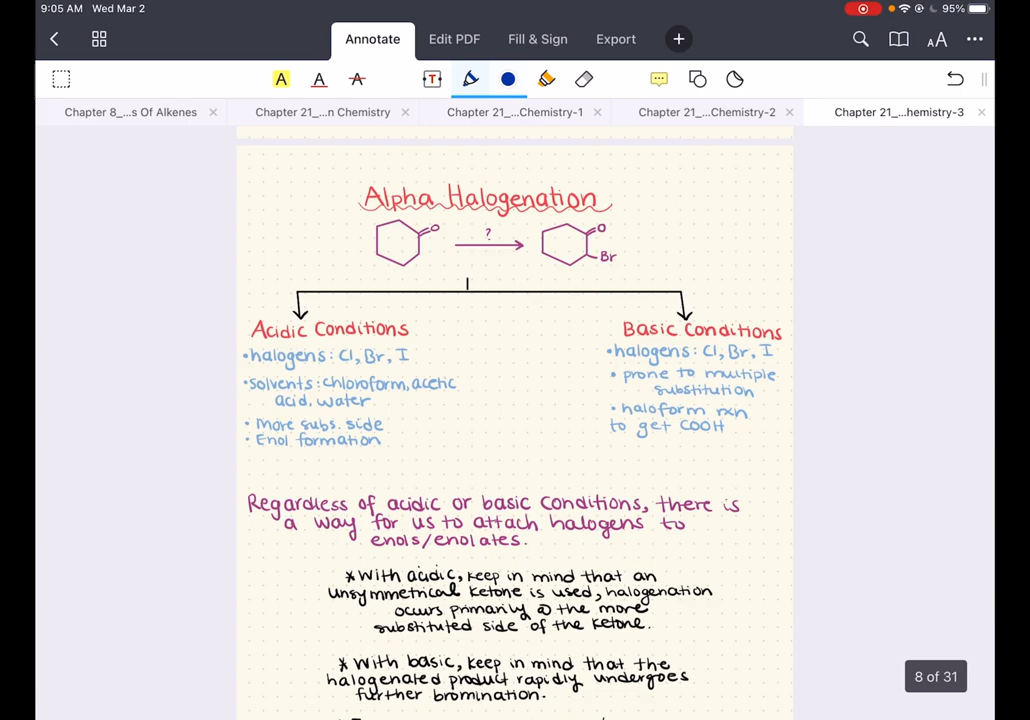 9:05 AM Wed Mar 2
95%
Annotate Edit PDF Fill & Sign Export
AA
A A A T
Chapter 8_...s Of Alkenes Chapter 21_...n Chemistry Chapter 21_...Chemistry-1 Chapter 21_...Chemistry-2 Chapter 21_...hemistry-3
Alpha Halogenation
O ? O
Br
Acidic Conditions
•halogens: Cl, Br, I
•solvents: chloroform, acetic
acid, water
• More subs. side
• Enol formation
Basic Conditions
•halogens: Cl, Br, I
• prone to multiple
substitution
• haloform rxn
to get COOH
Regardless of acidic or basic conditions, there is
a way for us to attach halogens to
enols/enolates.
*With acidic, keep in mind that an
unsymmetrical ketone is used, halogenation
occurs primarily @ the more
substituted side of the ketone.
* With basic, keep in mind that the
halogenated product rapidly undergoes
further bromination.
8 of 31